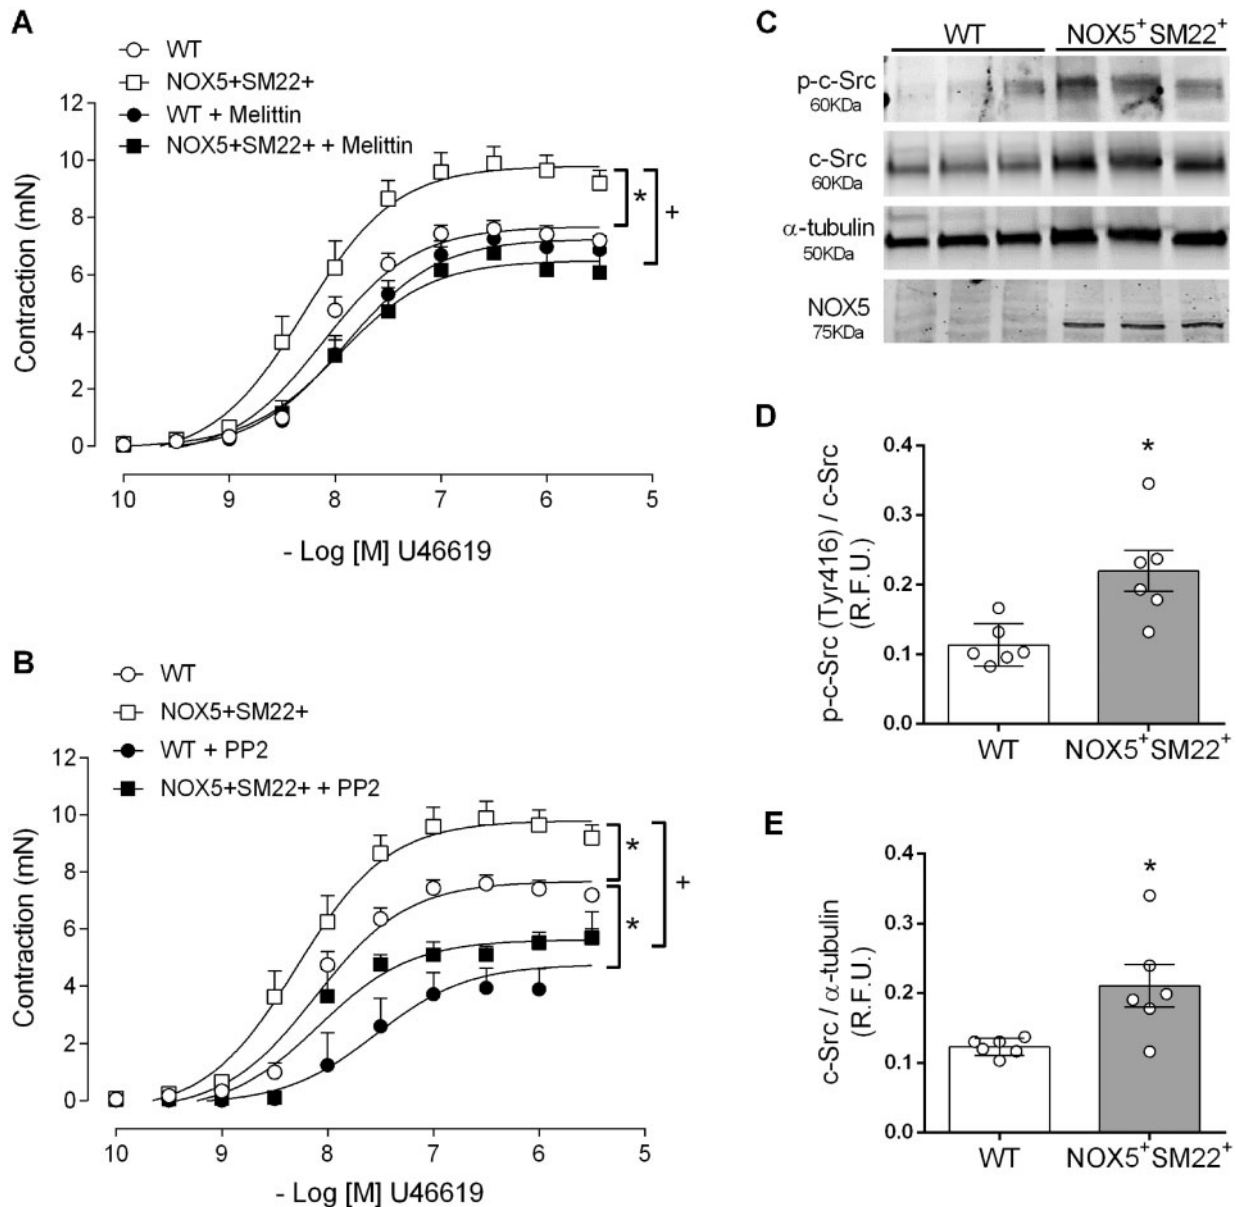 A
WT
NOX5+SM22+
WT + Melittin
NOX5+SM22+ + Melittin
Contraction (mN)
12
10
8
6
4
2
0
*
+
10 9 8 7 6 5
- Log [M] U46619
B
WT
NOX5+SM22+
WT + PP2
NOX5+SM22+ + PP2
Contraction (mN)
12
10
8
6
4
2
0
*
*
+
10 9 8 7 6 5
- Log [M] U46619
C
WT NOX5⁺SM22⁺
p-c-Src
60KDa
c-Src
60KDa
α-tubulin
50KDa
NOX5
75KDa
D
p-c-Src (Tyr416) / c-Src
(R.F.U.)
0.4
0.3
0.2
0.1
0.0
*
WT NOX5⁺SM22⁺
E
c-Src / α-tubulin
(R.F.U.)
0.4
0.3
0.2
0.1
0.0
*
WT NOX5⁺SM22⁺